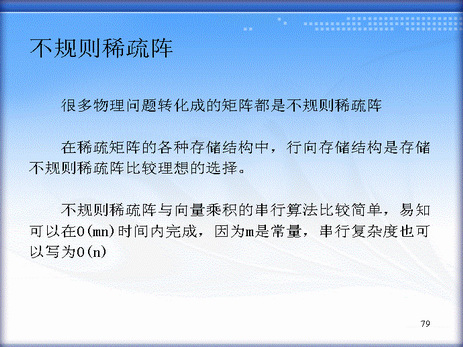 不规则稀疏阵
很多物理问题转化成的矩阵都是不规则稀疏阵
在稀疏矩阵的各种存储结构中，行向存储结构是存储
不规则稀疏阵比较理想的选择。
不规则稀疏阵与向量乘积的串行算法比较简单，易知
可以在O(mn)时间内完成，因为m是常量，串行复杂度也可
以写为O(n)
79